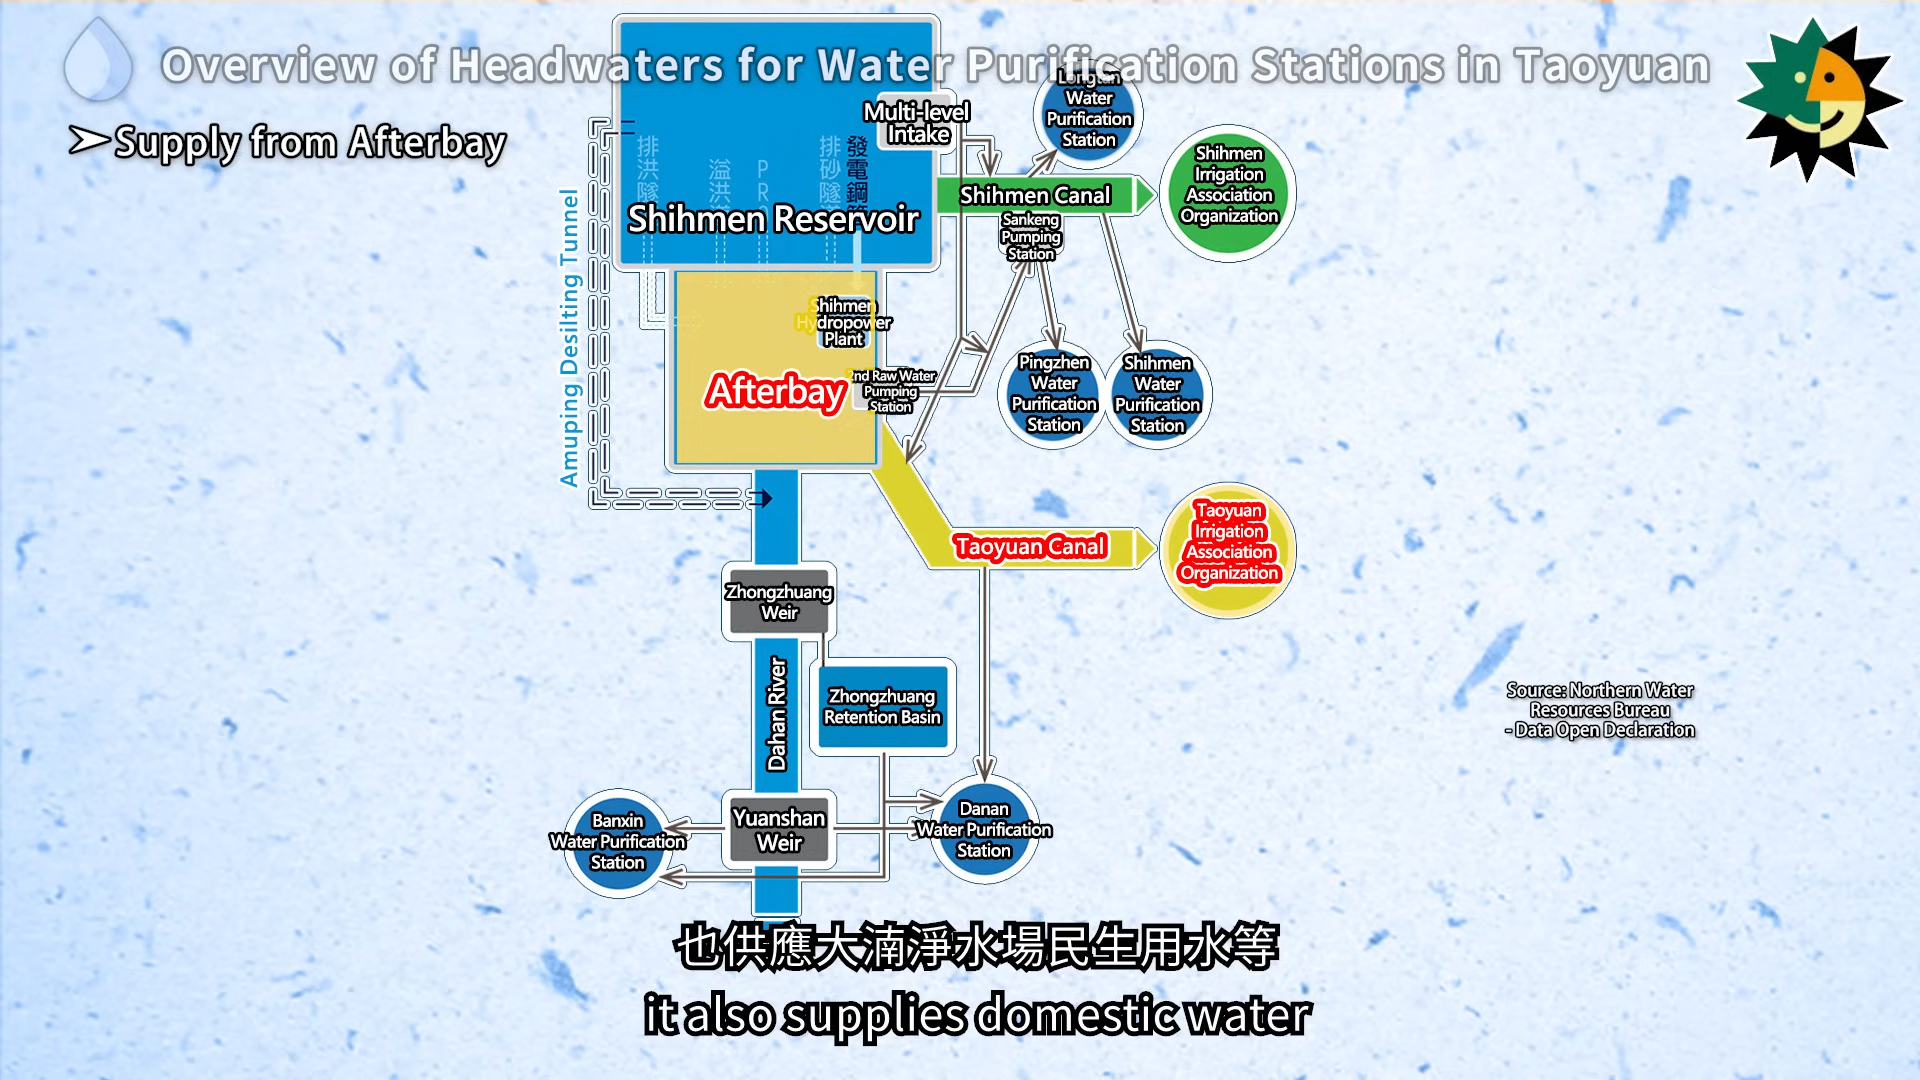 Overview of Headwaters for Water Purification Stations in Taoyuan
Supply from Afterbay
Multi-level
Intake
Longtan
Water
Purification
Station
Shihmen
Irrigation
Association
Organization
Shihmen Canal
排洪隧
溢洪
PR
排砂隧
發電鋼
Shihmen Reservoir
Sankeng
Pumping
Station
Amuping Desilting Tunnel
Shihmen
Hydropower
Plant
Afterbay
2nd Raw Water
Pumping
Station
Pingzhen
Water
Purification
Station
Shihmen
Water
Purification
Station
Taoyuan Canal
Taoyuan
Irrigation
Association
Organization
Zhongzhuang
Weir
Dahan River
Zhongzhuang
Retention Basin
Source: Northern Water
Resources Bureau
- Data Open Declaration
Banxin
Water Purification
Station
Yuanshan
Weir
Danan
Water Purification
Station
也供應大湳淨水場民生用水等
it also supplies domestic water